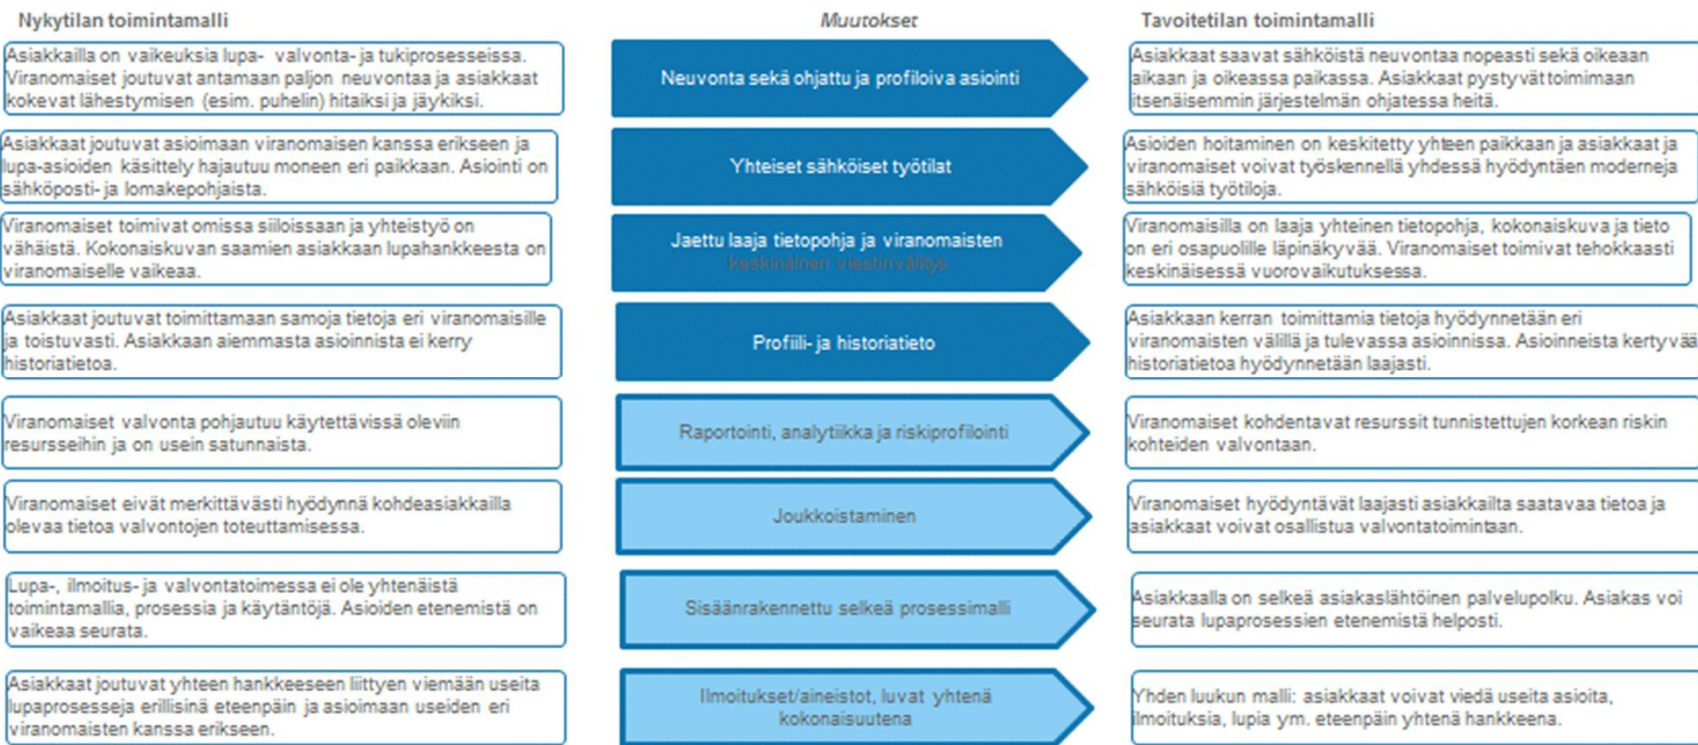 Nykytilan toimintamalli
Muutokset
Tavoitetilan toimintamalli
Asiakkailla on vaikeuksia lupa- valvonta- ja tukiprosesseissa.
Viranomaiset joutuvat antamaan paljon neuvontaa ja asiakkaat
kokevat lähestymisen (esim. puhelin) hitaiksi ja jäykiksi.
Neuvonta sekä ohjattu ja profiloiva asiointi
Asiakkaat saavat sähköistä neuvontaa nopeasti sekä oikeaan
aikaan ja oikeassa paikassa. Asiakkaat pystyvät toimimaan
itsenäisemmin järjestelmän ohjatessa heitä.
Asiakkaat joutuvat asioimaan viranomaisen kanssa erikseen ja
lupa-asioiden käsittely hajautuu moneen eri paikkaan. Asiointi on
sähköposti- ja lomakepohjaista.
Yhteiset sähköiset työtilat
Asioiden hoitaminen on keskitetty yhteen paikkaan ja asiakkaat ja
viranomaiset voivat työskennellä yhdessä hyödyntäen moderneja
sähköisiä työtiloja.
Viranomaiset toimivat omissa siiloissaan ja yhteistyö on
vähäistä. Kokonaiskuvan saamien asiakkaan lupahankkeesta on
viranomaiselle vaikeaa.
Jaettu laaja tietopohja ja viranomaisten
keskinäinen viestinvälitys
Viranomaisilla on laaja yhteinen tietopohja, kokonaiskuva ja tieto
on eri osapuolille läpinäkyvää. Viranomaiset toimivat tehokkaasti
keskinäisessä vuorovaikutuksessa.
Asiakkaat joutuvat toimittamaan samoja tietoja eri viranomaisille
ja toistuvasti. Asiakkaan aiemmasta asioinnista ei kerry
historiatietoa.
Profiili- ja historiatieto
Asiakkaan kerran toimittamia tietoja hyödynnetään eri
viranomaisten välillä ja tulevassa asioinnissa. Asioinneista kertyvää
historiatietoa hyödynnetään laajasti.
Viranomaiset valvonta pohjautuu käytettävissä oleviin
resursseihin ja on usein satunnaista.
Raportointi, analytiikka ja riskiprofilointi
Viranomaiset kohdentavat resurssit tunnistettujen korkean riskin
kohteiden valvontaan.
Viranomaiset eivät merkittävästi hyödynnä kohdeasiakkailla
olevaa tietoa valvontojen toteuttamisessa.
Joukkoistaminen
Viranomaiset hyödyntävät laajasti asiakkailta saatavaa tietoa ja
asiakkaat voivat osallistua valvontatoimintaan.
Lupa-, ilmoitus- ja valvontatoimessa ei ole yhtenäistä
toimintamallia, prosessia ja käytäntöjä. Asioiden etenemistä on
vaikeaa seurata.
Sisäänrakennettu selkeä prosessimalli
Asiakkaalla on selkeä asiakaslähtöinen palvelupolku. Asiakas voi
seurata lupaprosessien etenemistä helposti.
Asiakkaat joutuvat yhteen hankkeeseen liittyen viemään useita
lupaprosesseja erillisinä eteenpäin ja asioimaan useiden eri
viranomaisten kanssa erikseen.
Ilmoitukset/aineistot, luvat yhtenä
kokonaisuutena
Yhden luukun malli: asiakkaat voivat viedä useita asioita,
ilmoituksia, lupia ym. eteenpäin yhtenä hankkeena.